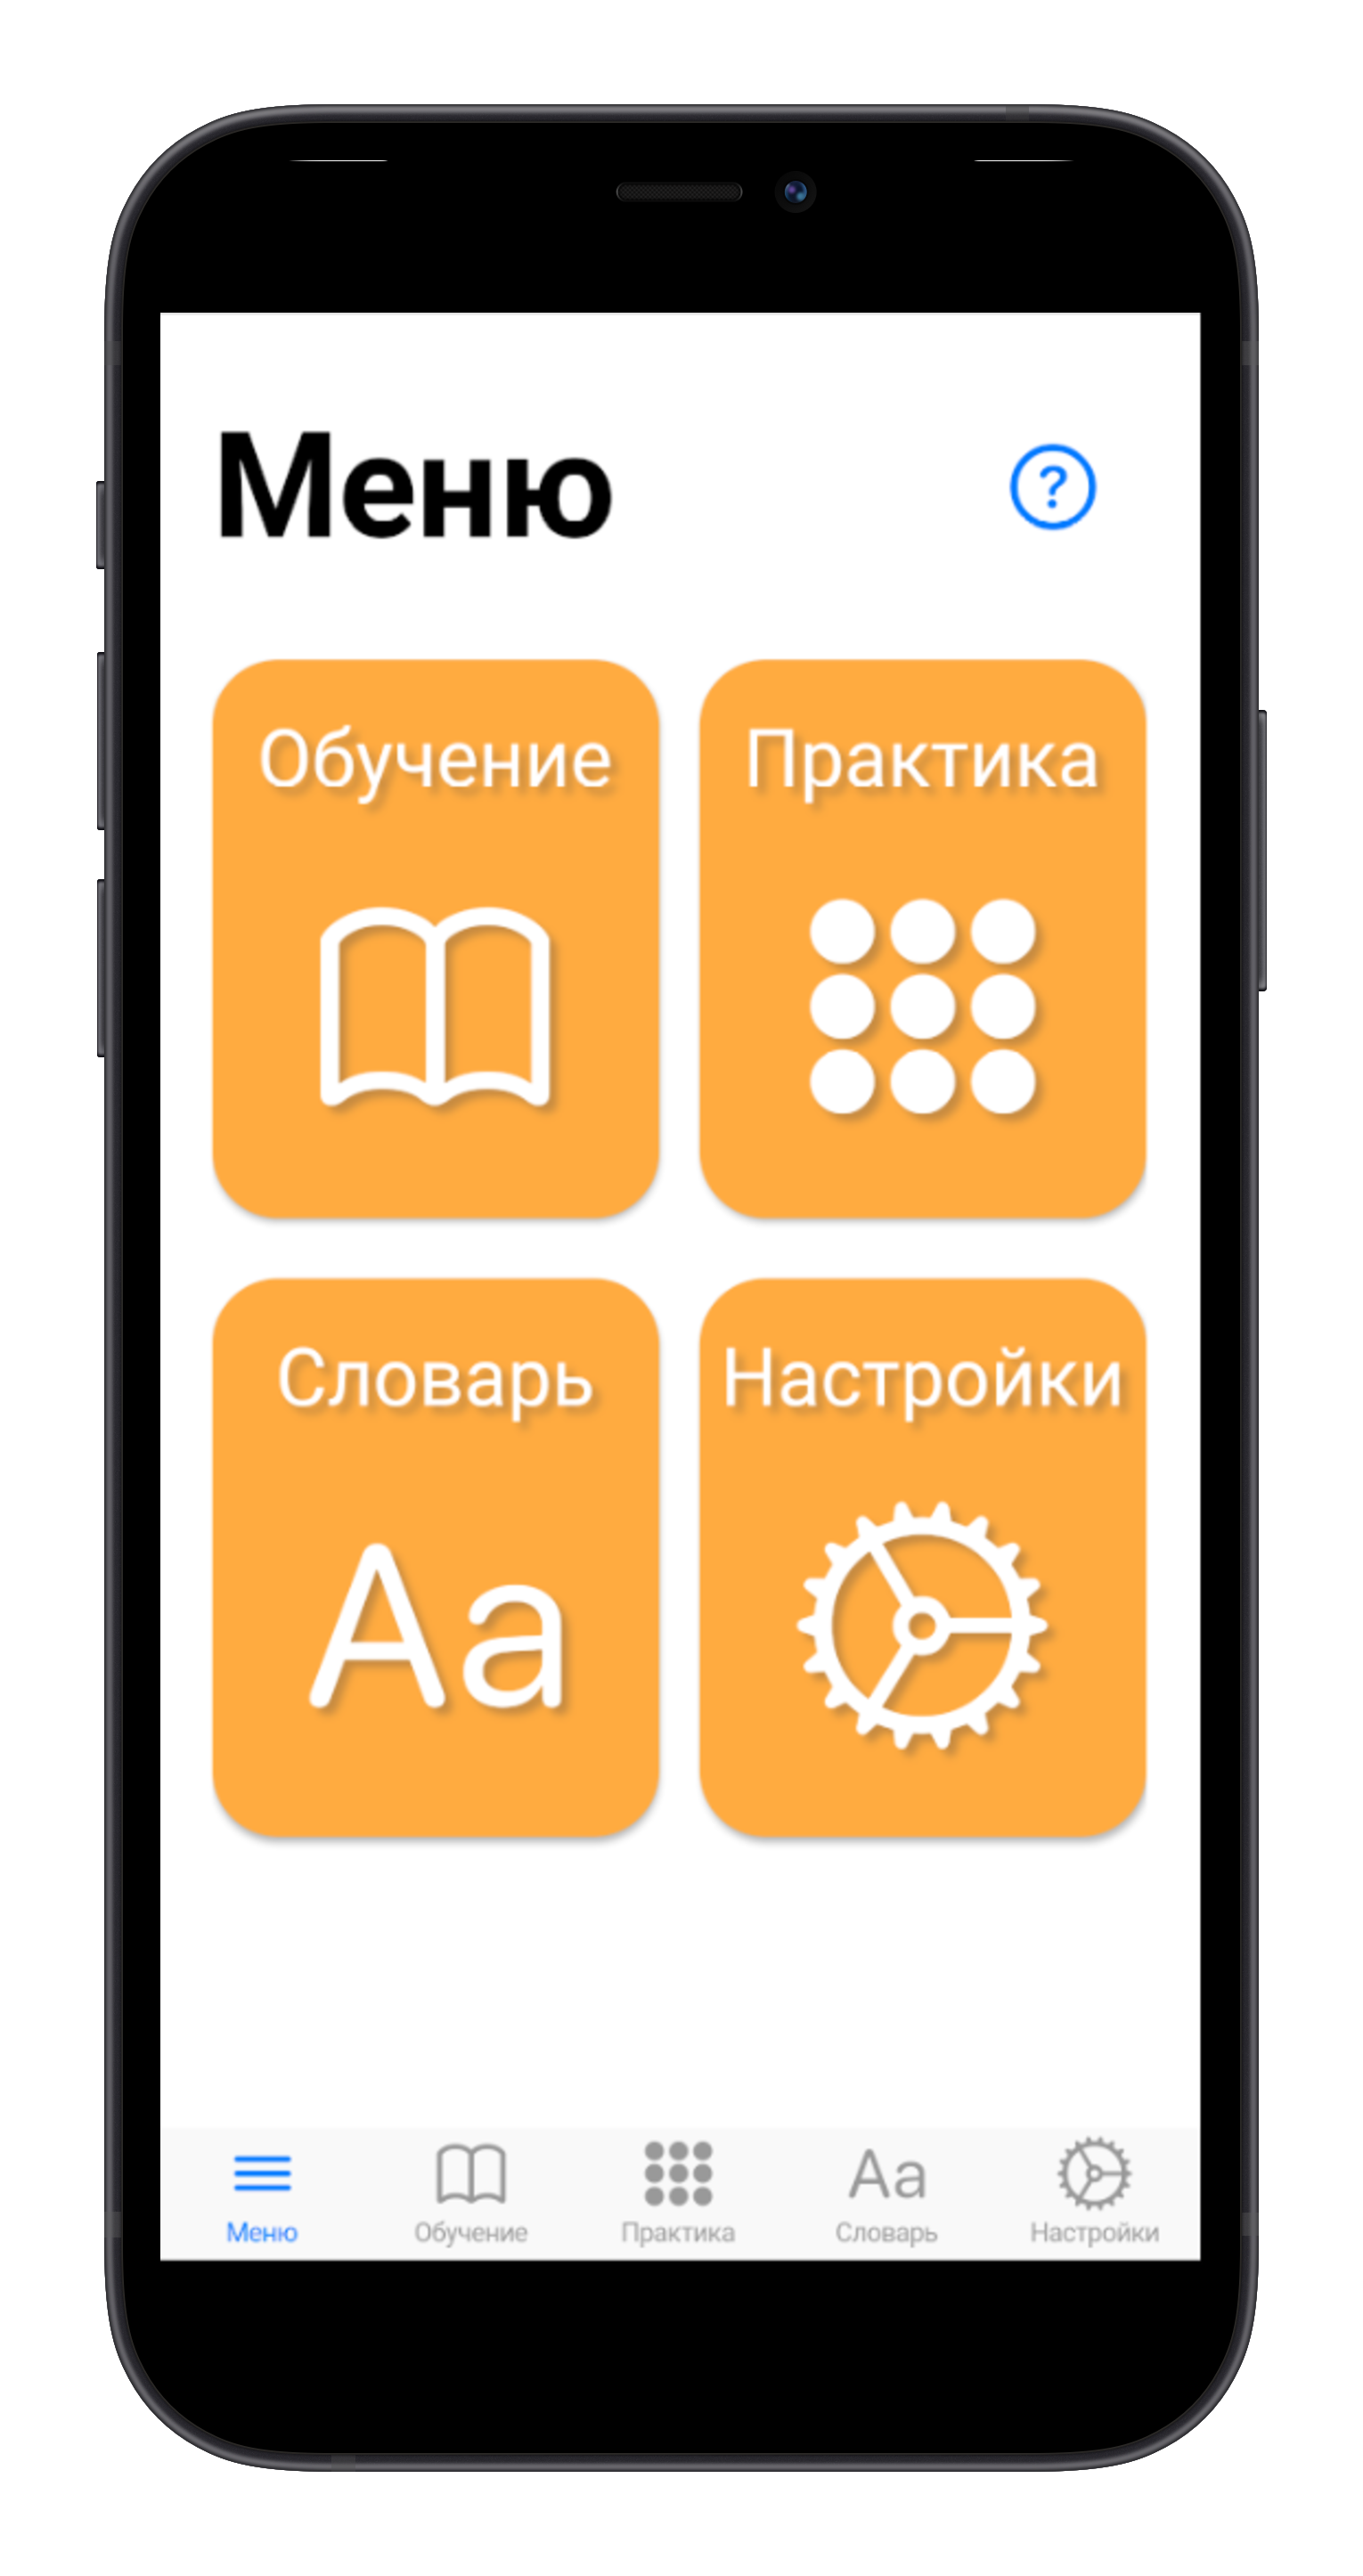 Меню ?
Обучение Практика
Словарь Настройки
Aa
Aa
Меню Обучение Практика Словарь Настройки